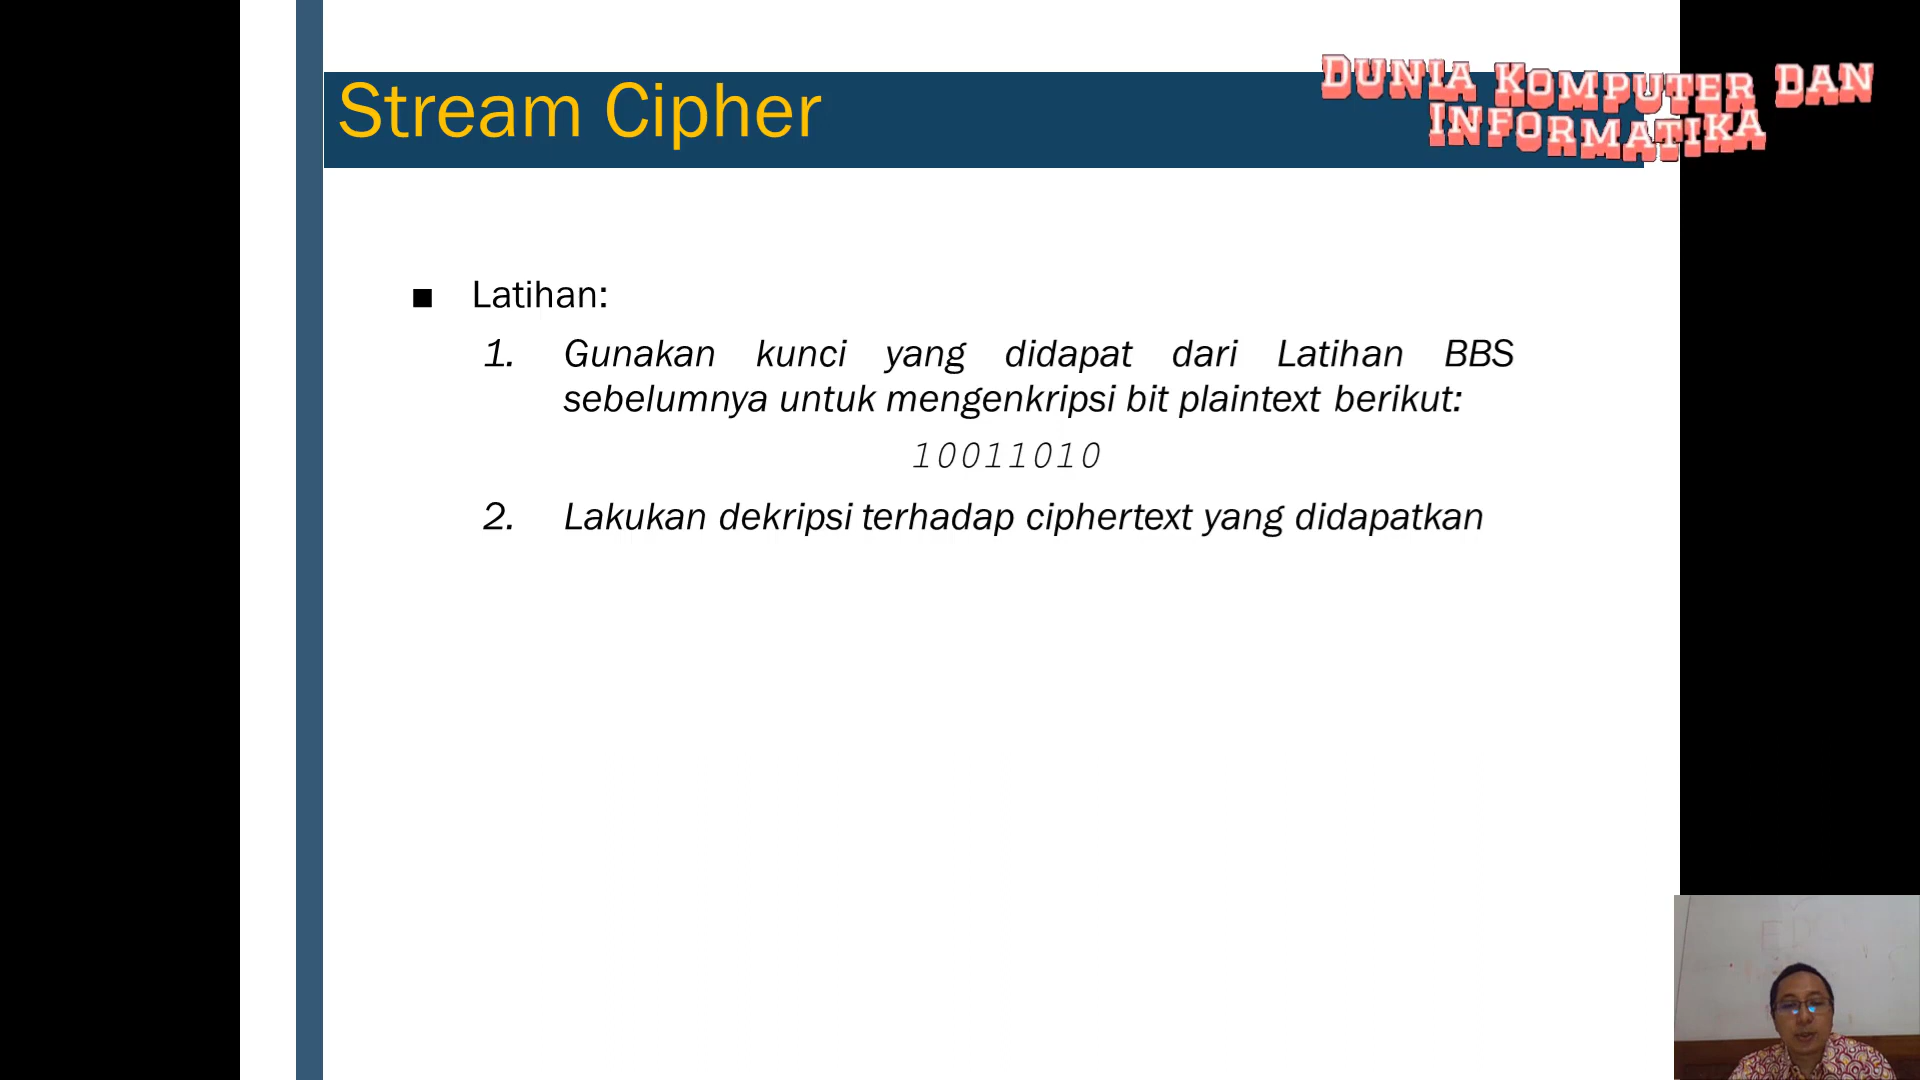 Stream Cipher
DUNIA KOMPUTER DAN
INFORMATIKA
■ Latihan:
1. Gunakan kunci yang didapat dari Latihan BBS
sebelumnya untuk mengenkripsi bit plaintext berikut:
10011010
2. Lakukan dekripsi terhadap ciphertext yang didapatkan